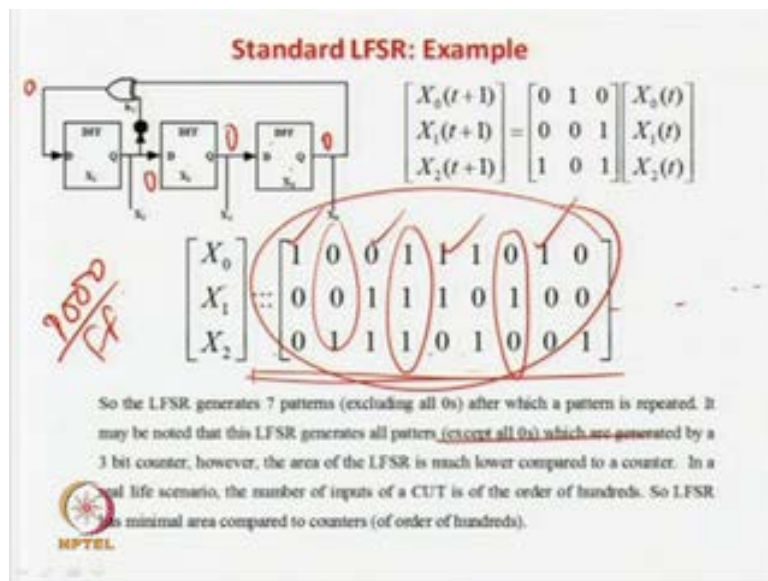 Standard LFSR: Example
0
DFF DFF DFF
D Q D Q D Q
0 0 0
X₂ X₁ X₀
[X₀(t+1)] [0 1 0] [X₀(t)]
[X₁(t+1)] = [0 0 1] [X₁(t)]
[X₂(t+1)] [1 0 1] [X₂(t)]
[X₀] [1 0 0 1 1 1 0 1 0]
[X₁] ::: [0 0 1 1 1 0 1 0 0]
[X₂] [0 1 1 1 0 1 0 0 1]
So the LFSR generates 7 patterns (excluding all 0s) after which a pattern is repeated. It
may be noted that this LFSR generates all patters (except all 0s) which are generated by a
3 bit counter, however, the area of the LFSR is much lower compared to a counter. In a
real life scenario, the number of inputs of a CUT is of the order of hundreds. So LFSR
has minimal area compared to counters (of order of hundreds).
NPTEL